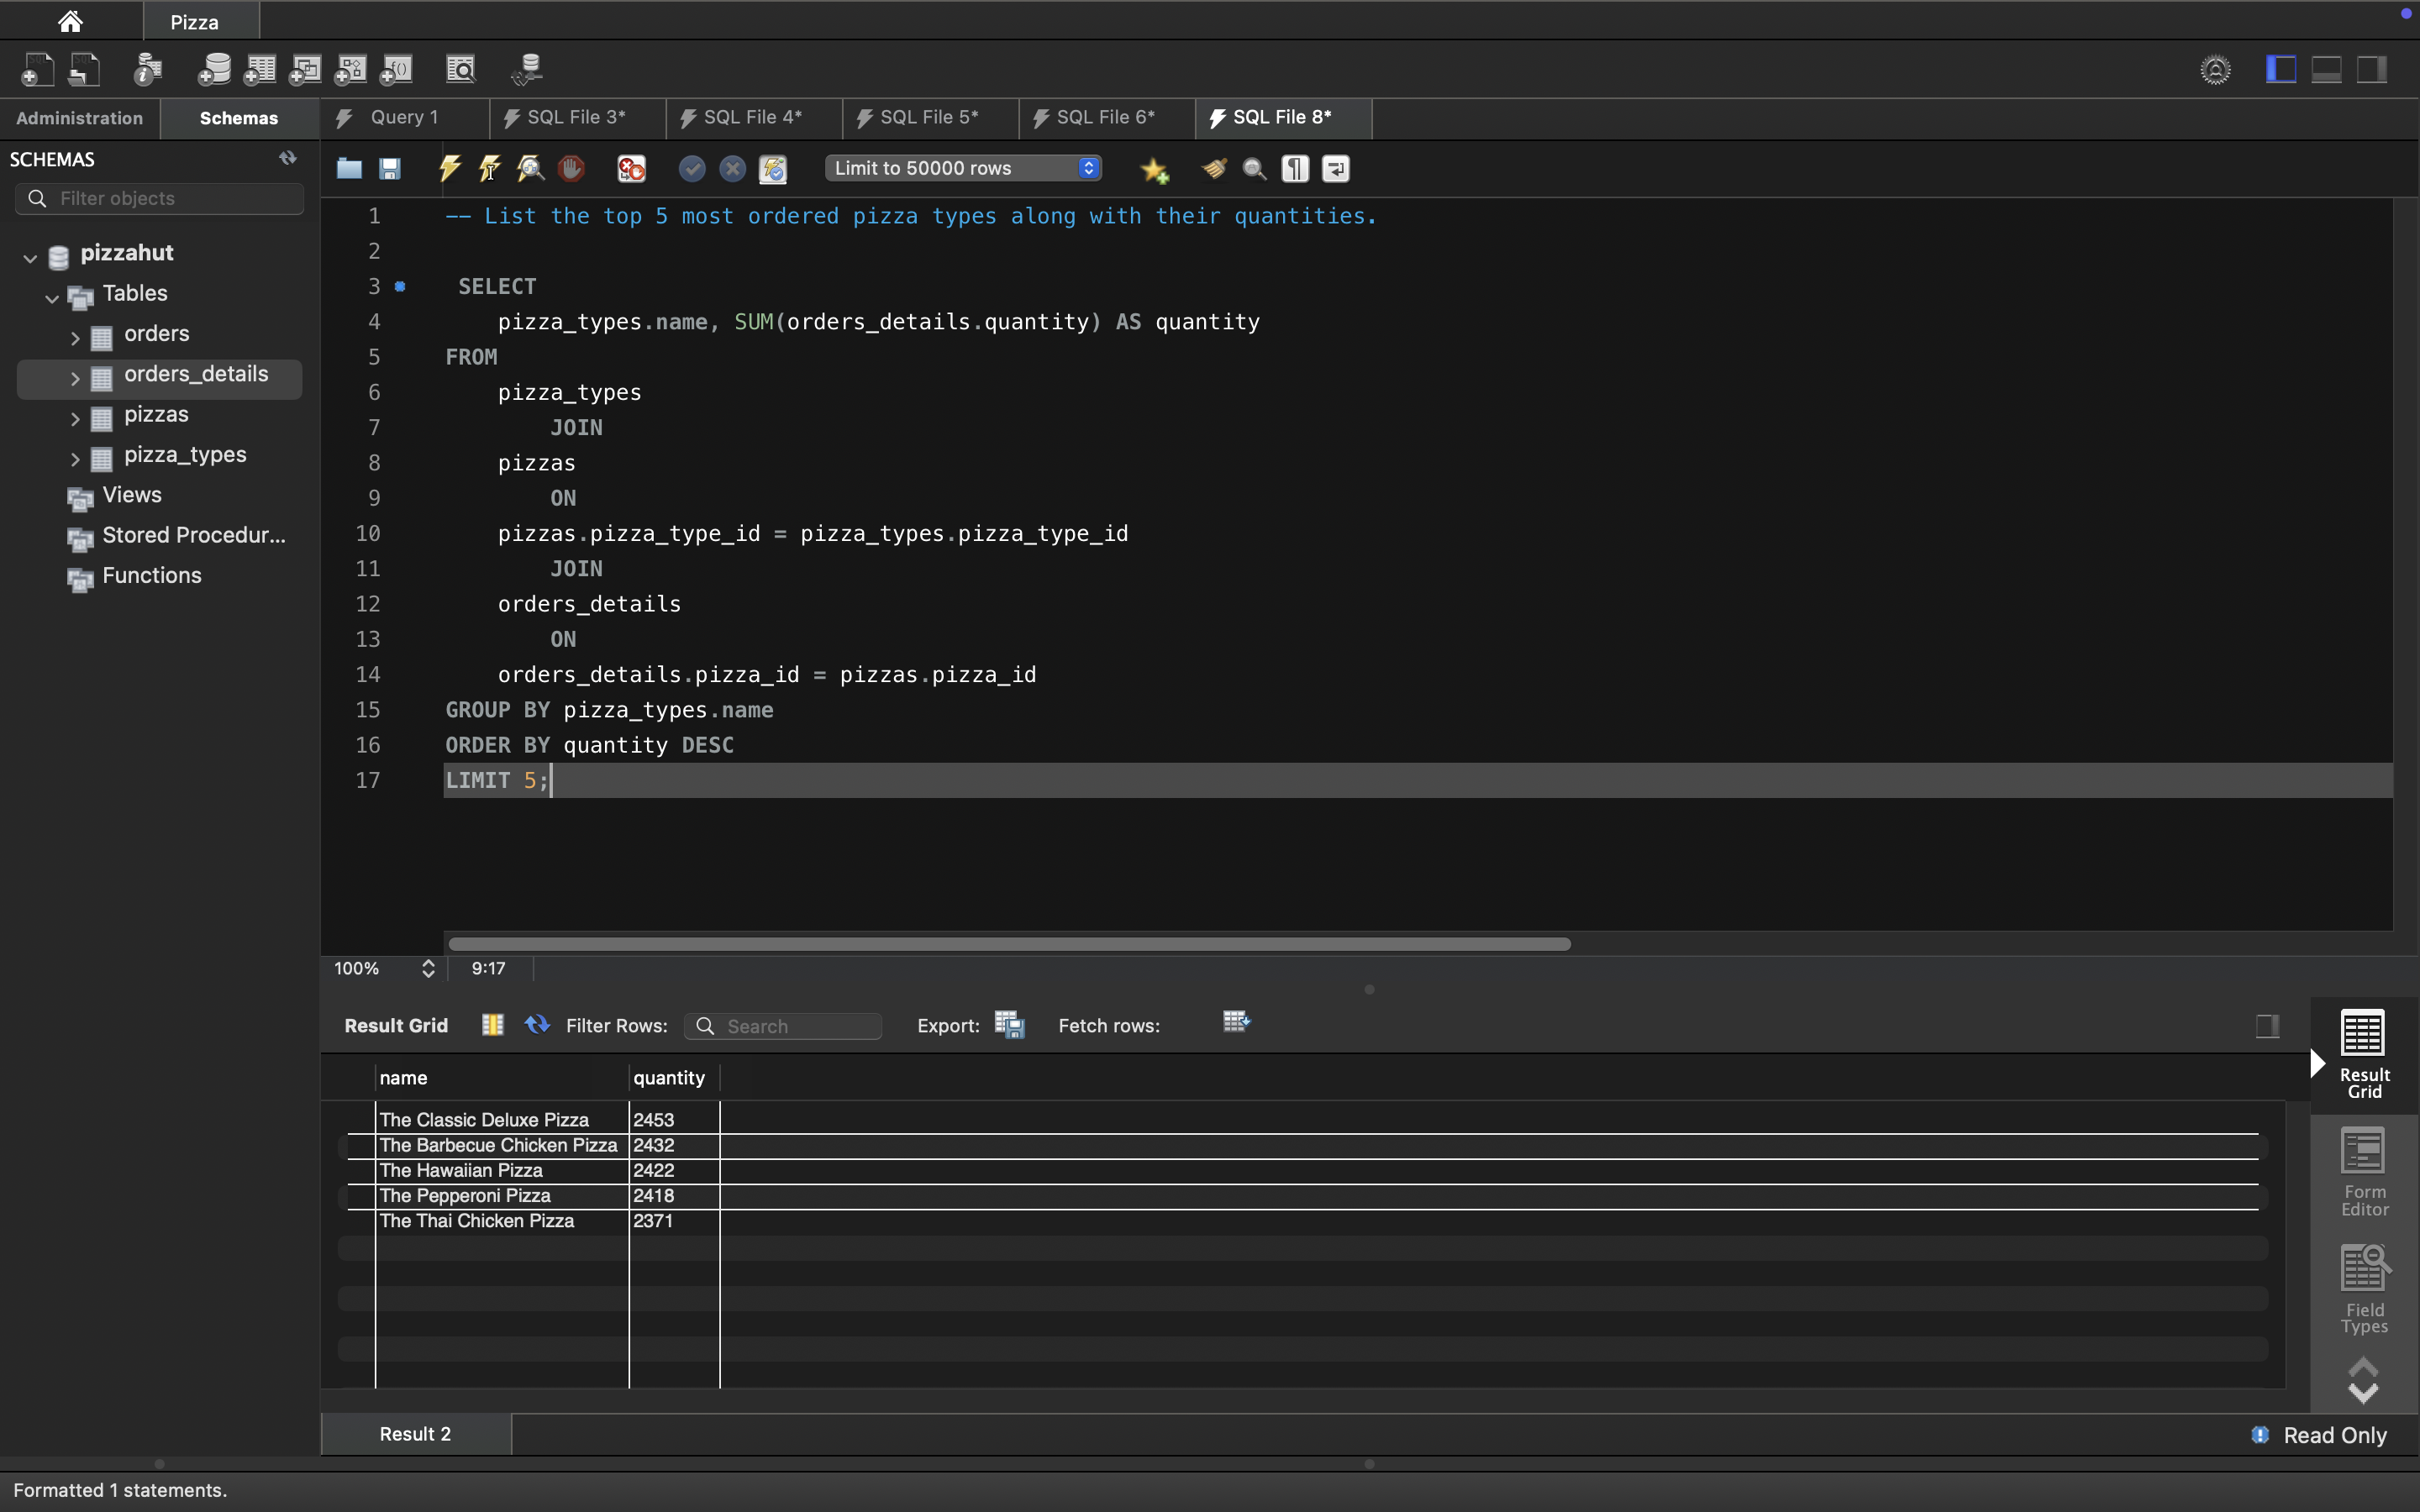 Pizza
Administration
Schemas
Query 1
SQL File 3*
SQL File 4*
SQL File 5*
SQL File 6*
SQL File 8*
SCHEMAS
Filter objects
pizzahut
Tables
orders
orders_details
pizzas
pizza_types
Views
Stored Procedur...
Functions
Limit to 50000 rows
1 -- List the top 5 most ordered pizza types along with their quantities.
2
3 SELECT
4 pizza_types.name, SUM(orders_details.quantity) AS quantity
5 FROM
6 pizza_types
7 JOIN
8 pizzas
9 ON
10 pizzas.pizza_type_id = pizza_types.pizza_type_id
11 JOIN
12 orders_details
13 ON
14 orders_details.pizza_id = pizzas.pizza_id
15 GROUP BY pizza_types.name
16 ORDER BY quantity DESC
17 LIMIT 5;
100% 9:17
Result Grid Filter Rows: Search Export: Fetch rows:
name quantity
The Classic Deluxe Pizza 2453
The Barbecue Chicken Pizza 2432
The Hawaiian Pizza 2422
The Pepperoni Pizza 2418
The Thai Chicken Pizza 2371
Result
Grid
Form
Editor
Field
Types
Result 2
Read Only
Formatted 1 statements.